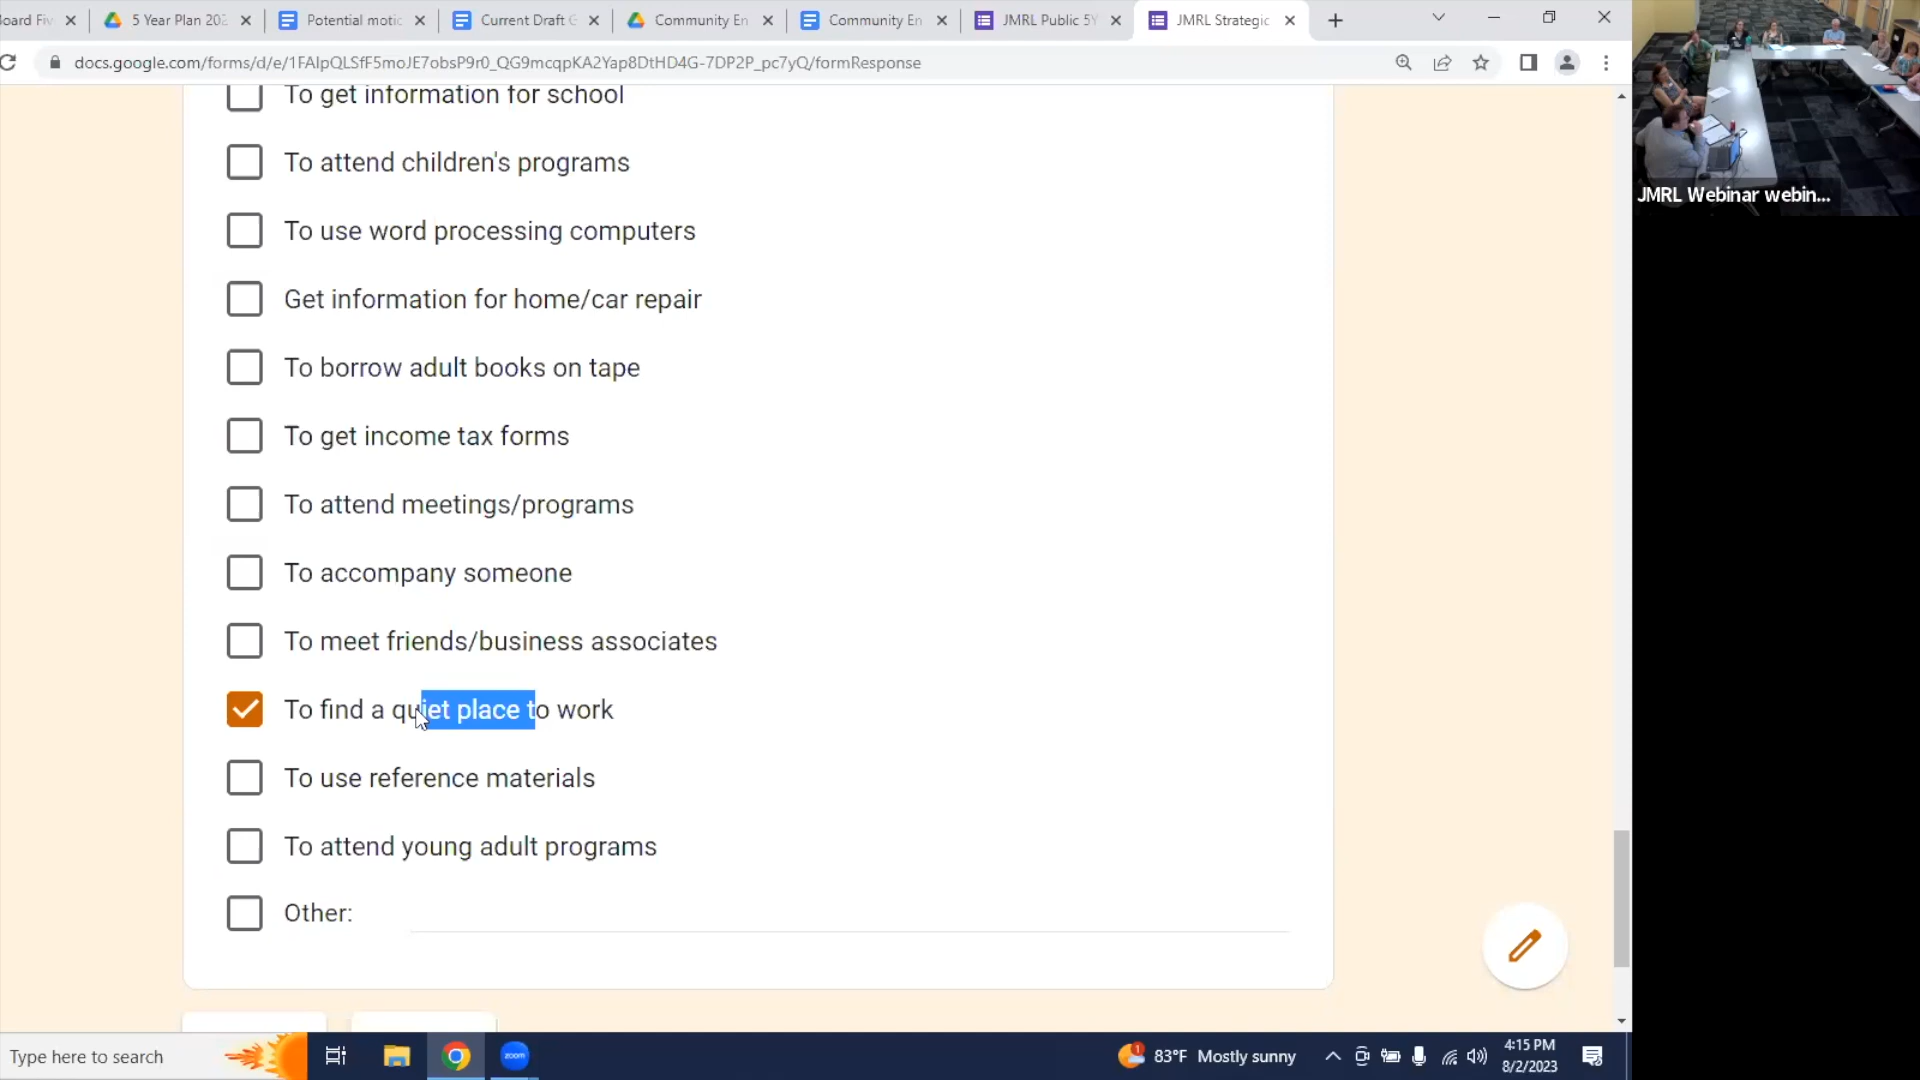 oard Fiv
5 Year Plan 202
Potential motio
Current Draft G
Community En
Community En
JMRL Public 5Y
JMRL Strategic
docs.google.com/forms/d/e/1FAIpQLSfF5moJE7obsP9r0_QG9mcqpKA2Yap8DtHD4G-7DP2P_pc7yQ/formResponse
JMRL Webinar webin...
To get information for school
To attend children's programs
To use word processing computers
Get information for home/car repair
To borrow adult books on tape
To get income tax forms
To attend meetings/programs
To accompany someone
To meet friends/business associates
To find a quiet place to work
To use reference materials
To attend young adult programs
Other:
Type here to search
zoom
1
83°F Mostly sunny
4:15 PM
8/2/2023